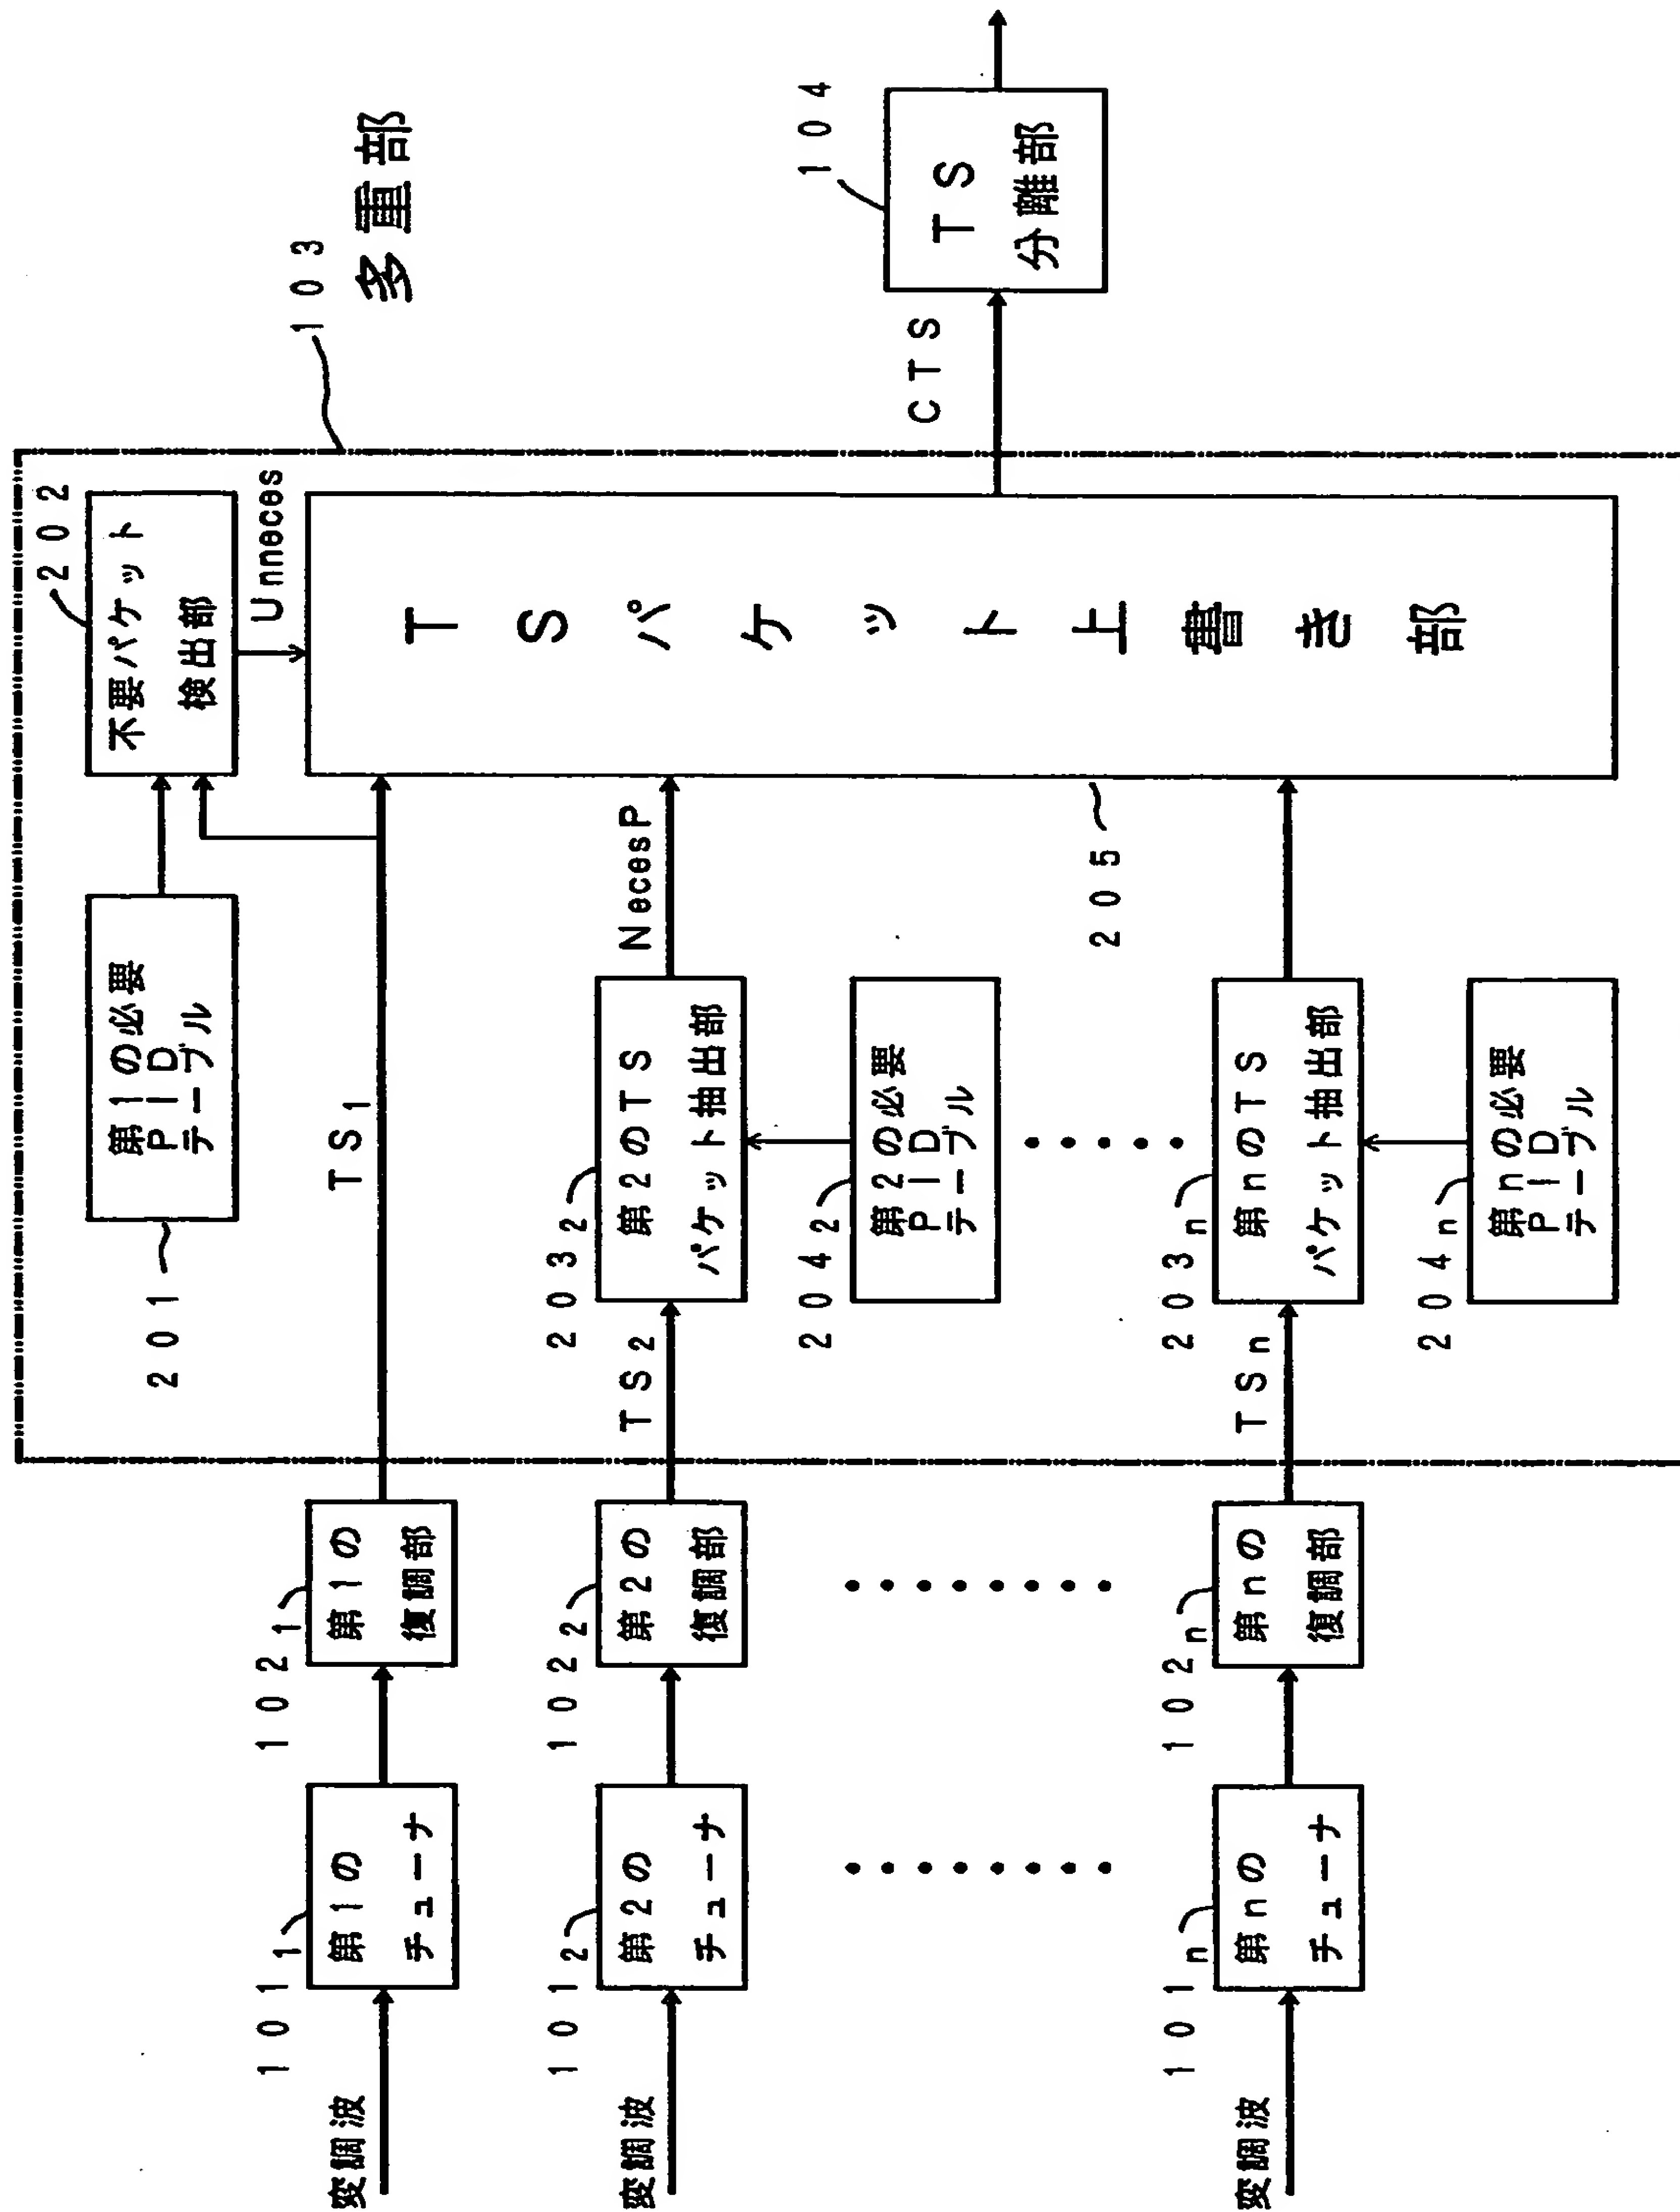 変調波
101₁
第1の
チューナ
102₁
第1の
復調部
TS₁
201
第1の必要
PID
テーブル
202
不要パケット
検出部
Unneces
103
多重部
変調波
101₂
第2の
チューナ
102₂
第2の
復調部
TS₂
203₂
第2のTS
パケット抽出部
NecesP
204₂
第2の必要
PID
テーブル
205
TSパケット上書き部
CTS
104
TS
分離部
変調波
101ₙ
第nの
チューナ
102ₙ
第nの
復調部
TSₙ
203ₙ
第nのTS
パケット抽出部
204ₙ
第nの必要
PID
テーブル